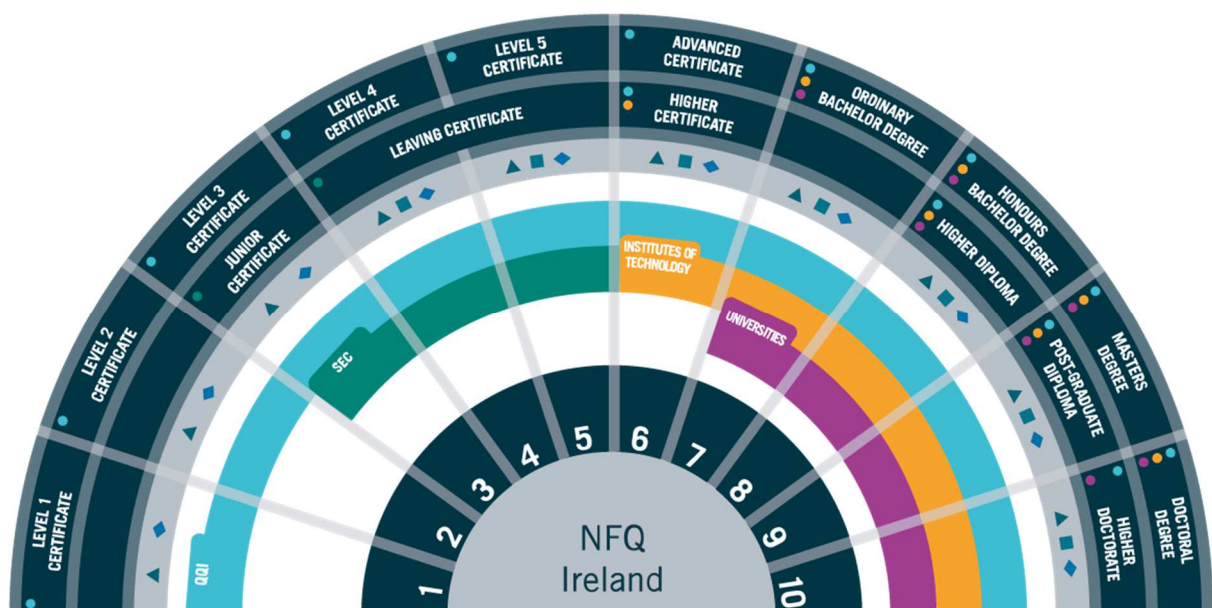 LEVEL 1
CERTIFICATE
LEVEL 2
CERTIFICATE
LEVEL 3
CERTIFICATE
LEVEL 4
CERTIFICATE
LEVEL 5
CERTIFICATE
ADVANCED
CERTIFICATE
ORDINARY
BACHELOR DEGREE
HONOURS
BACHELOR DEGREE
MASTERS
DEGREE
DOCTORAL
DEGREE
JUNIOR
CERTIFICATE
LEAVING CERTIFICATE
HIGHER
CERTIFICATE
HIGHER DIPLOMA
POST-GRADUATE
DIPLOMA
HIGHER
DOCTORATE
QQI
SEC
INSTITUTES OF
TECHNOLOGY
UNIVERSITIES
1
2
3
4
5
6
7
8
9
10
NFQ
Ireland